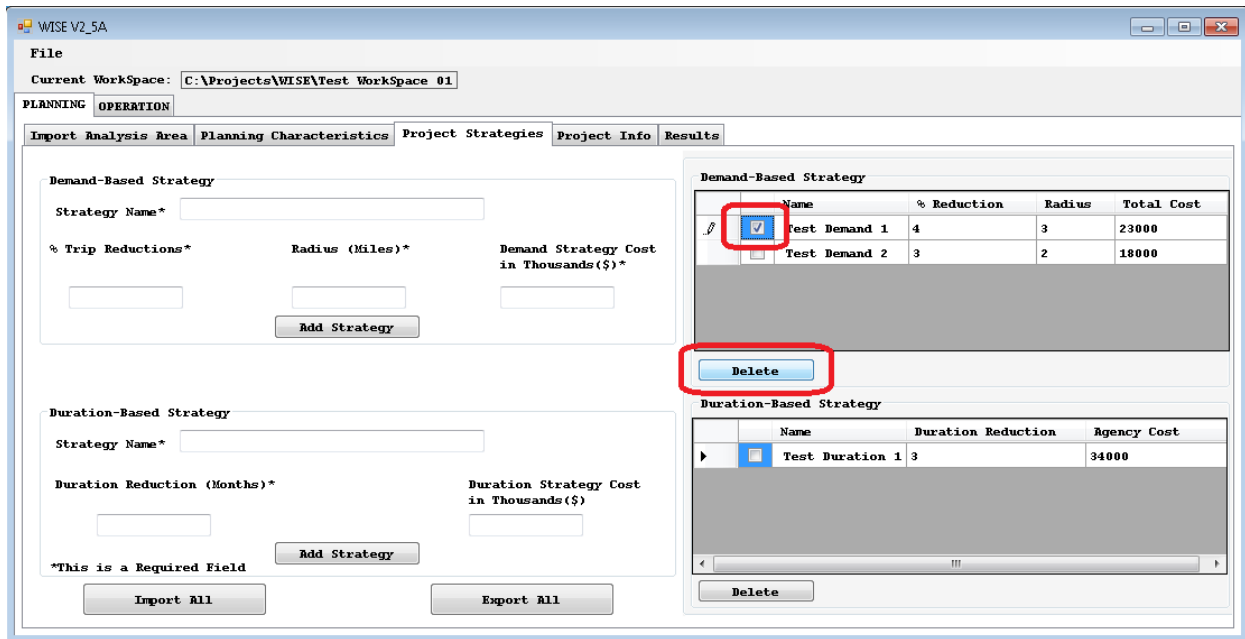 WISE V2_5A
File
Current WorkSpace: C:\Projects\WISE\Test WorkSpace 01
PLANNING OPERATION
Import Analysis Area Planning Characteristics Project Strategies Project Info Results
Demand-Based Strategy
Strategy Name*
% Trip Reductions* Radius (Miles)* Demand Strategy Cost
in Thousands($)*
Add Strategy
Duration-Based Strategy
Strategy Name*
Duration Reduction (Months)* Duration Strategy Cost
in Thousands($)
Add Strategy
*This is a Required Field
Import All Export All
Demand-Based Strategy
Name % Reduction Radius Total Cost
Test Demand 1 4 3 23000
Test Demand 2 3 2 18000
Delete
Duration-Based Strategy
Name Duration Reduction Agency Cost
Test Duration 1 3 34000
Delete